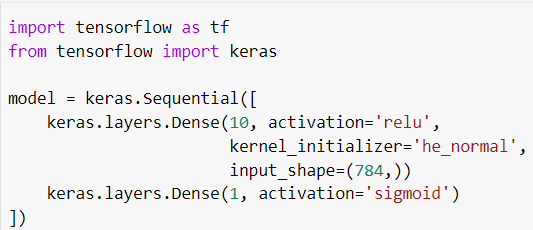 import tensorflow as tf
from tensorflow import keras
model = keras.Sequential([
keras.layers.Dense(10, activation='relu',
kernel_initializer='he_normal',
input_shape=(784,))
keras.layers.Dense(1, activation='sigmoid')
])